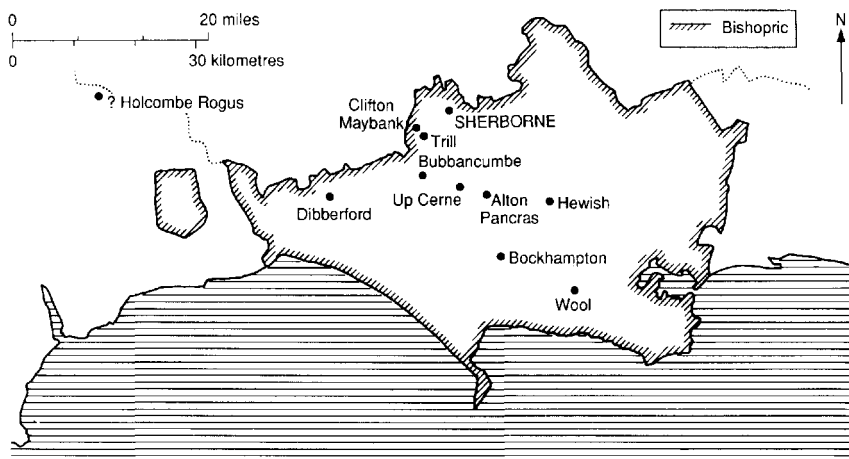 0 20 miles
0 30 kilometres
Bishopric
N
? Holcombe Rogus
Clifton
Maybank
SHERBORNE
Trill
Bubbancumbe
Dibberford
Up Cerne
Alton
Pancras
Hewish
Bockhampton
Wool